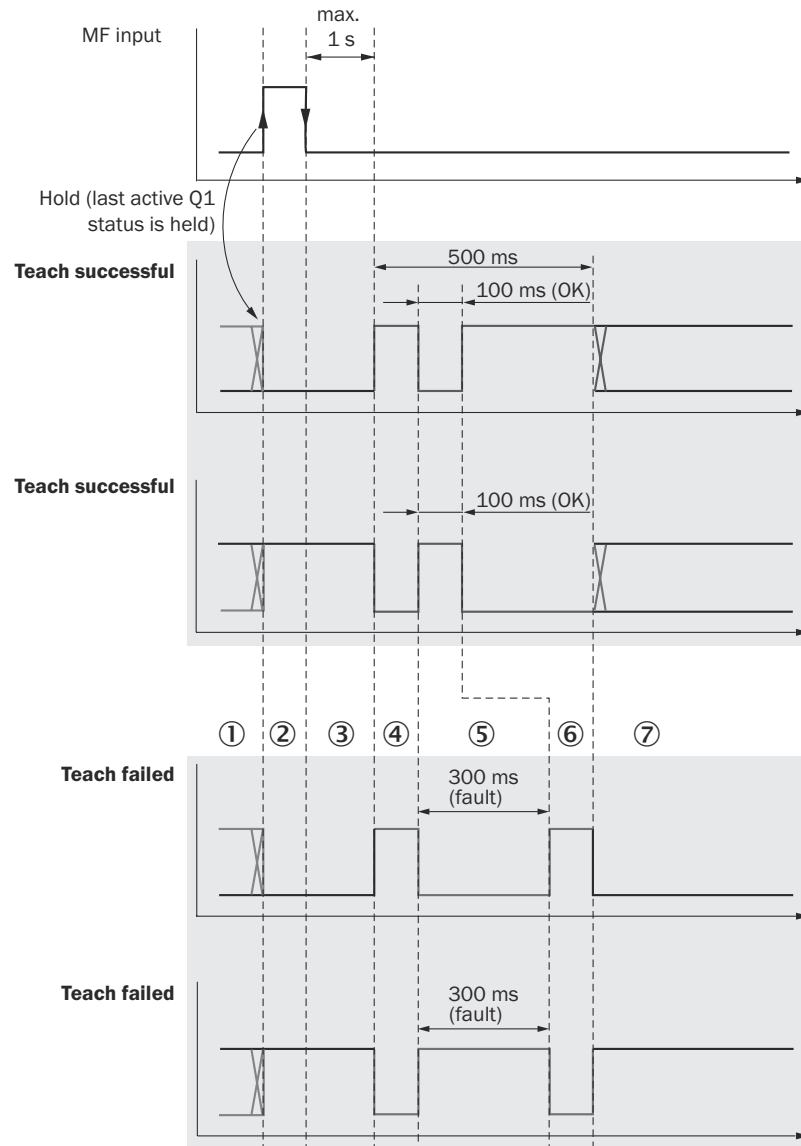 MF input
max.
1 s
Hold (last active Q1
status is held)
Teach successful
500 ms
100 ms (OK)
Teach successful
100 ms (OK)
① ② ③ ④ ⑤ ⑥ ⑦
Teach failed
300 ms
(fault)
Teach failed
300 ms
(fault)